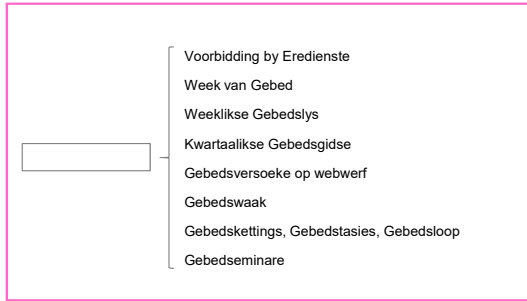 Voorbidding by Eredienste
Week van Gebed
Weeklikse Gebedslys
Kwartaalikse Gebedsgidse
Gebedsversoeke op webwerf
Gebedswaak
Gebedskettings, Gebedstasies, Gebedsloop
Gebedseminare